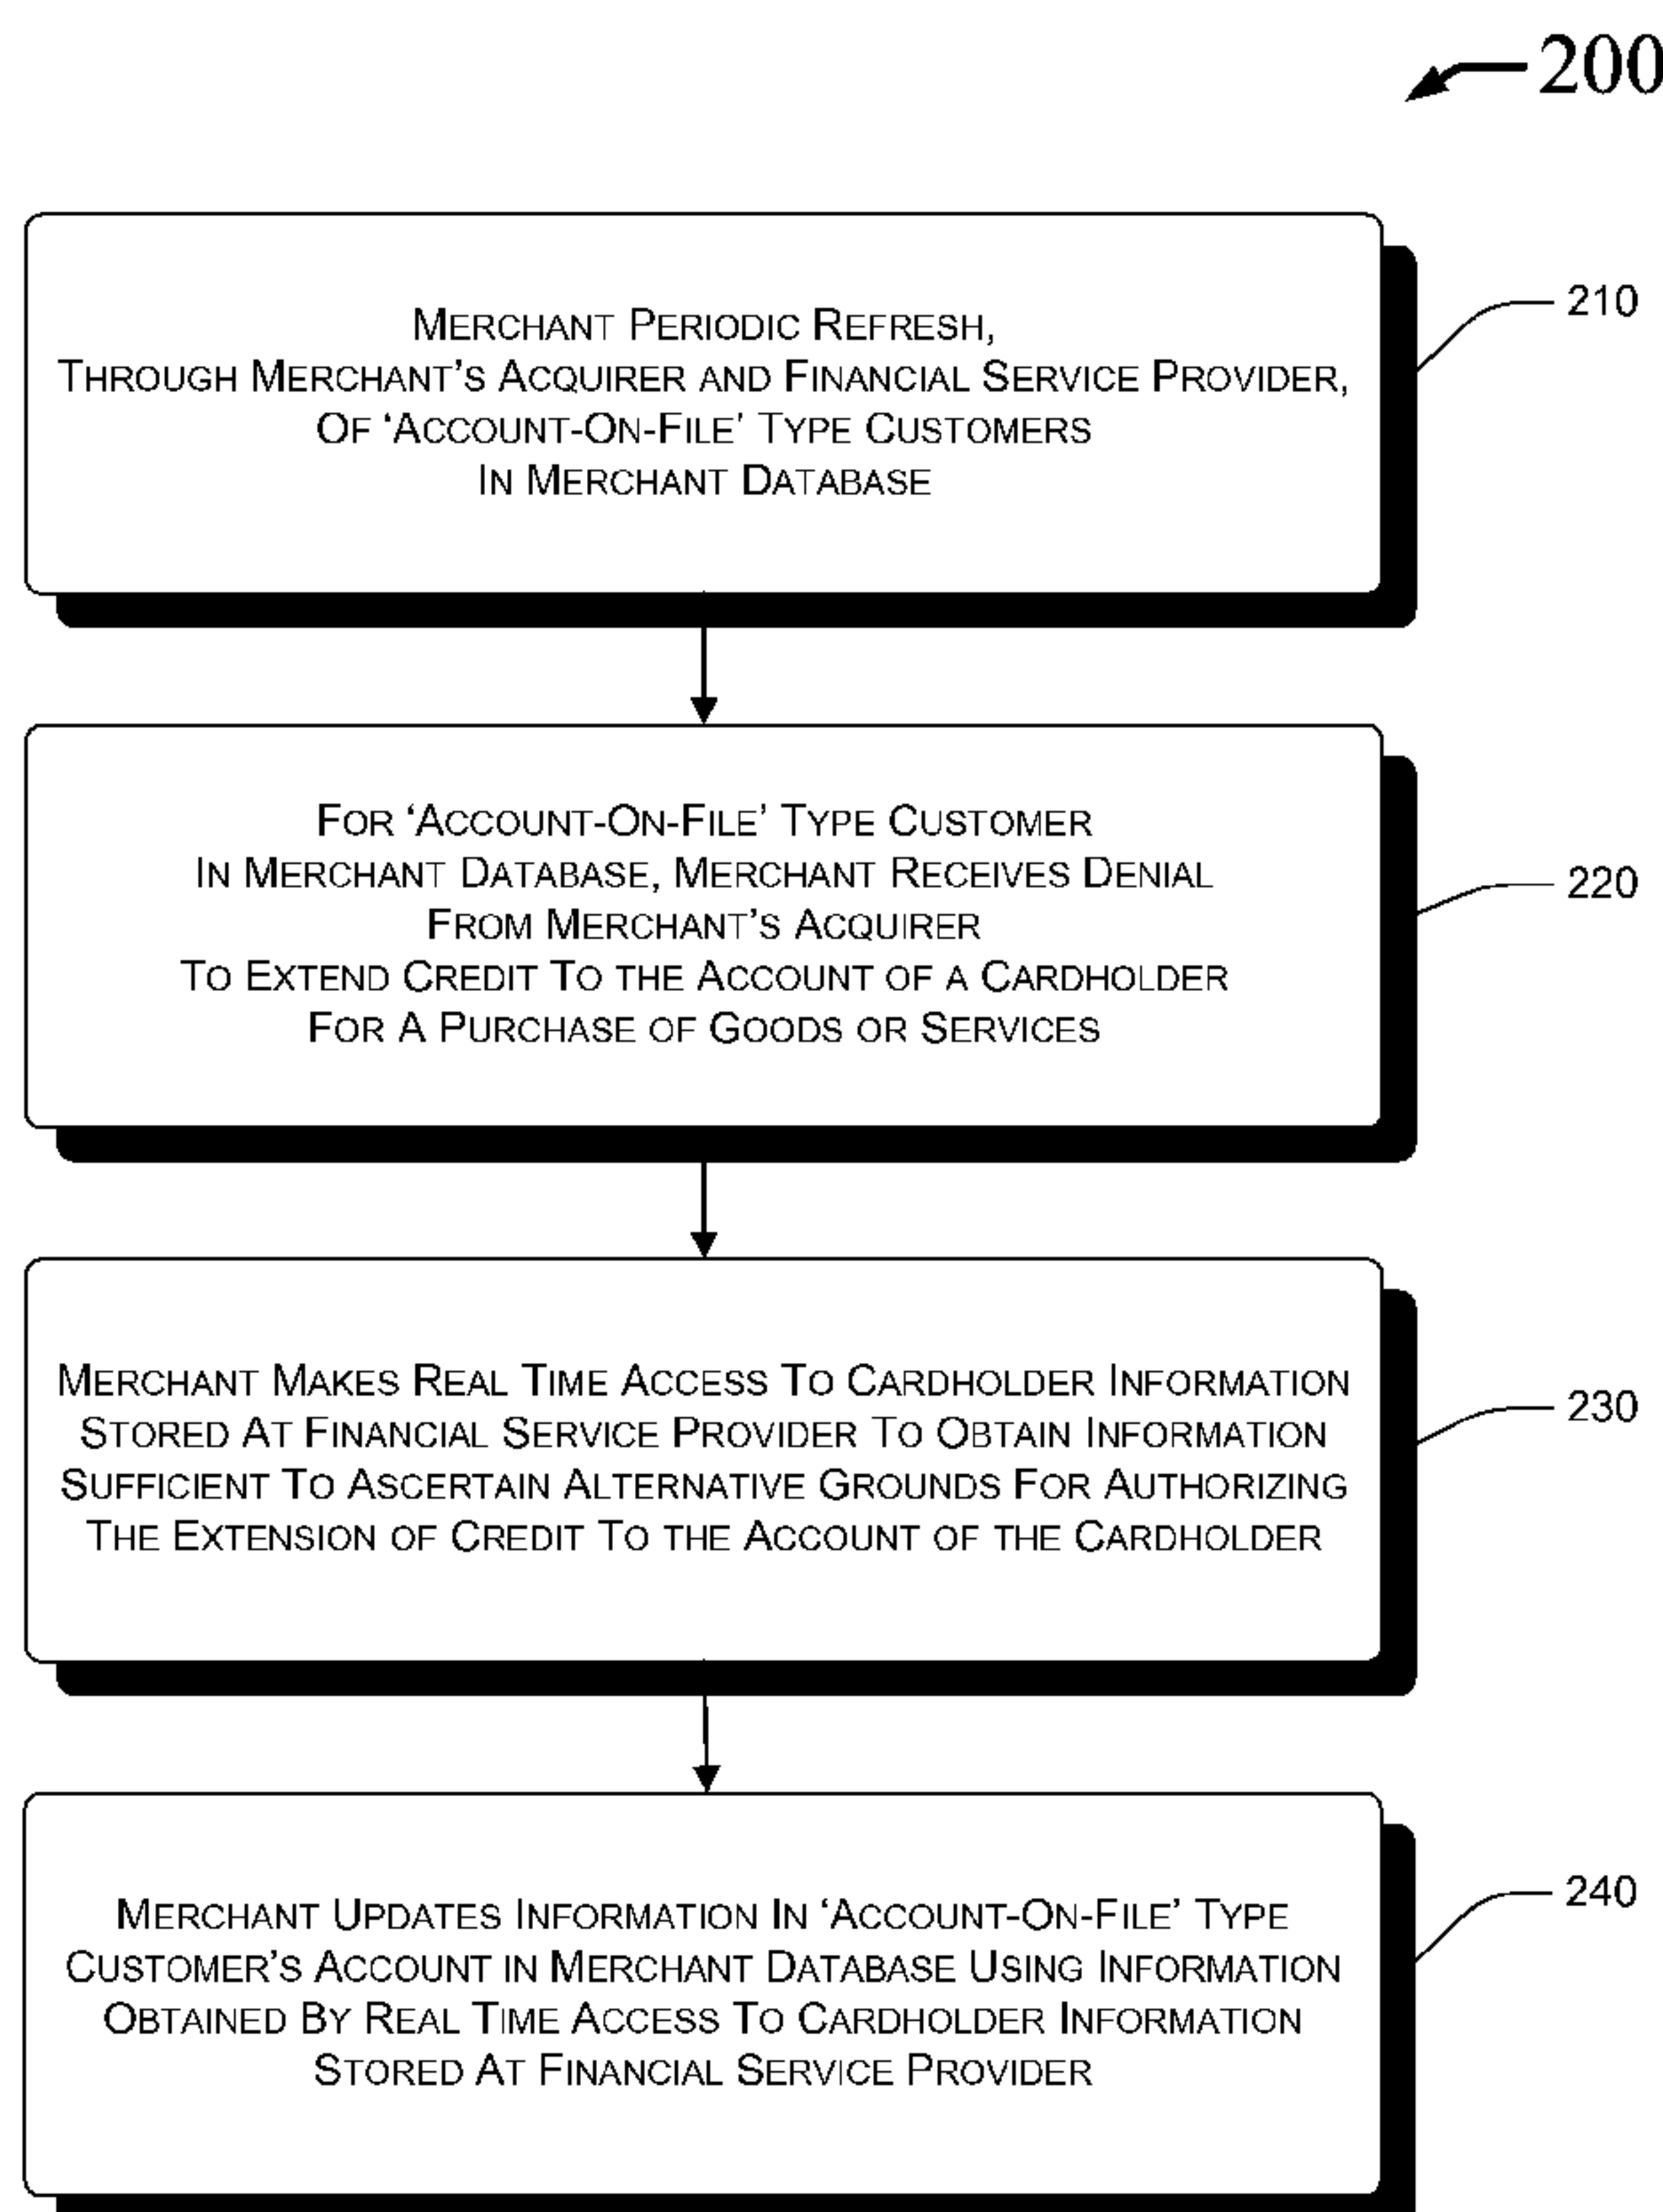 200
MERCHANT PERIODIC REFRESH,
THROUGH MERCHANT'S ACQUIRER AND FINANCIAL SERVICE PROVIDER,
OF 'ACCOUNT-ON-FILE' TYPE CUSTOMERS
IN MERCHANT DATABASE
210
FOR 'ACCOUNT-ON-FILE' TYPE CUSTOMER
IN MERCHANT DATABASE, MERCHANT RECEIVES DENIAL
FROM MERCHANT'S ACQUIRER
TO EXTEND CREDIT TO THE ACCOUNT OF A CARDHOLDER
FOR A PURCHASE OF GOODS OR SERVICES
220
MERCHANT MAKES REAL TIME ACCESS TO CARDHOLDER INFORMATION
STORED AT FINANCIAL SERVICE PROVIDER TO OBTAIN INFORMATION
SUFFICIENT TO ASCERTAIN ALTERNATIVE GROUNDS FOR AUTHORIZING
THE EXTENSION OF CREDIT TO THE ACCOUNT OF THE CARDHOLDER
230
MERCHANT UPDATES INFORMATION IN 'ACCOUNT-ON-FILE' TYPE
CUSTOMER'S ACCOUNT IN MERCHANT DATABASE USING INFORMATION
OBTAINED BY REAL TIME ACCESS TO CARDHOLDER INFORMATION
STORED AT FINANCIAL SERVICE PROVIDER
240